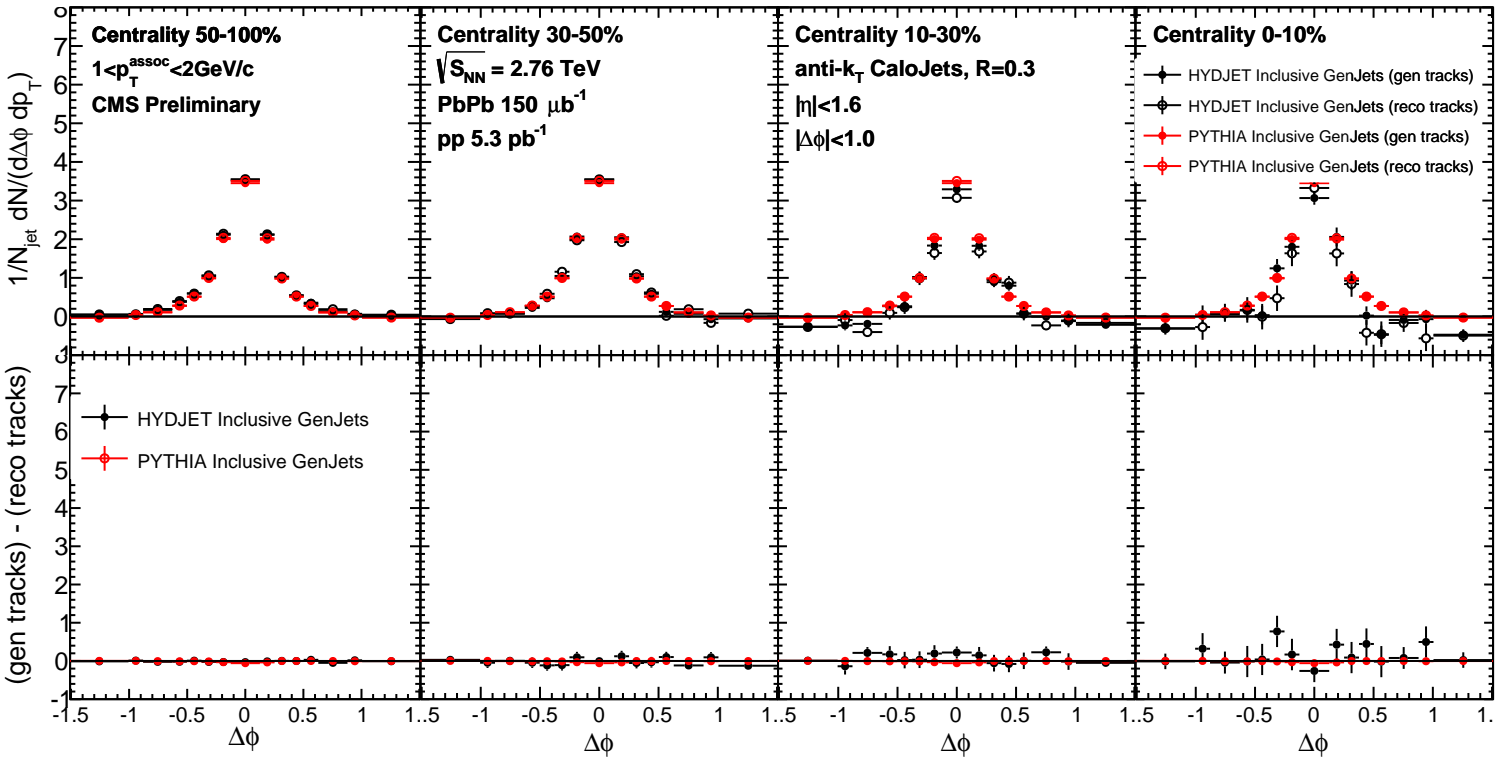 8
7
6
5
4
3
2
1
0
1/N_jet dN/(dΔφ dp_T)
Centrality 50-100%
1<p_T^assoc<2GeV/c
CMS Preliminary
Centrality 30-50%
√S_NN = 2.76 TeV
PbPb 150 μb^-1
pp 5.3 pb^-1
Centrality 10-30%
anti-k_T CaloJets, R=0.3
|η|<1.6
|Δφ|<1.0
Centrality 0-10%
HYDJET Inclusive GenJets (gen tracks)
HYDJET Inclusive GenJets (reco tracks)
PYTHIA Inclusive GenJets (gen tracks)
PYTHIA Inclusive GenJets (reco tracks)
7
6
5
4
3
2
1
0
-1
(gen tracks) - (reco tracks)
HYDJET Inclusive GenJets
PYTHIA Inclusive GenJets
1.5 -1 -0.5 0 0.5 1 1.5 -1 -0.5 0 0.5 1 1.5 -1 -0.5 0 0.5 1 1.5 -1 -0.5 0 0.5 1 1.
Δφ Δφ Δφ Δφ